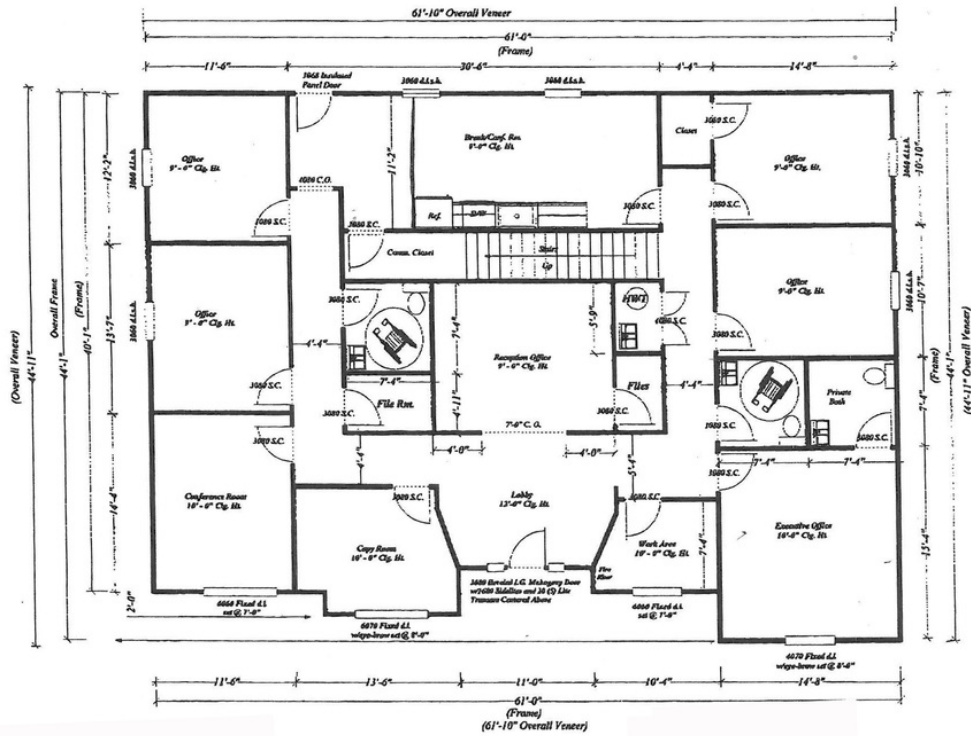 61'-10" Overall Veneer
61'-0"
(Frame)
11'-6"
30'-6"
4'-4"
14'-8"
3068 Insulated
Panel Door
3060 d.l.s.h.
3060 d.l.s.h.
Office
9' - 0" Clg. Ht.
Break/Conf. Rm.
9'-0" Clg. Ht.
Closet
3080 S.C.
Office
9'-0" Clg. Ht.
3060 d.l.s.h.
3060 d.l.s.h.
12'-2"
11'-2"
10'-10"
4080 C.O.
3080 S.C.
3080 S.C.
Ref.
D/W
3080 S.C.
3080 S.C.
Comm. Closet
Stairs
Up
Office
9' - 0" Clg. Ht.
3060 d.l.s.h.
13'-7"
3080 S.C.
4'-4"
7'-4"
Reception Office
9' - 0" Clg. Ht.
7'-4"
5'-9"
HWT
4080 S.C.
Office
9'-0" Clg. Ht.
3080 S.C.
3060 d.l.s.h.
10'-7"
3080 S.C.
File Rm.
3080 S.C.
4'-11"
Files
3080 S.C.
4'-4"
Private
Bath
3080 S.C.
3080 S.C.
7'-4"
7'-0" C. O.
3080 S.C.
4'-4"
4'-0"
4'-0"
5'-4"
3080 S.C.
7'-4"
7'-4"
Conference Room
10' - 0" Clg. Ht.
14'-4"
3080 S.C.
Lobby
13'-0" Clg. Ht.
3080 S.C.
Executive Office
10'-0" Clg. Ht.
15'-4"
Copy Room
10' - 0" Clg. Ht.
Work Area
10' - 0" Clg. Ht.
7'-4"
3680 Beveled I.G. Mahogany Door
Transom Centered Above
6060 Fixed d.l.
set @ 7'-0"
6060 Fixed d.l.
set @ 7'-0"
2'-0"
6070 Fixed d.l.
w/eye-brow set @ 8'-0"
6070 Fixed d.l.
w/eye-brow set @ 8'-0"
(Overall Veneer)
44'-11"
Overall Frame
44'-1"
(Frame)
40'-1"
(Frame)
44'-1"
(44'-11" Overall Veneer)
11'-6"
13'-6"
11'-0"
10'-4"
14'-8"
61'-0"
(Frame)
(61'-10" Overall Veneer)